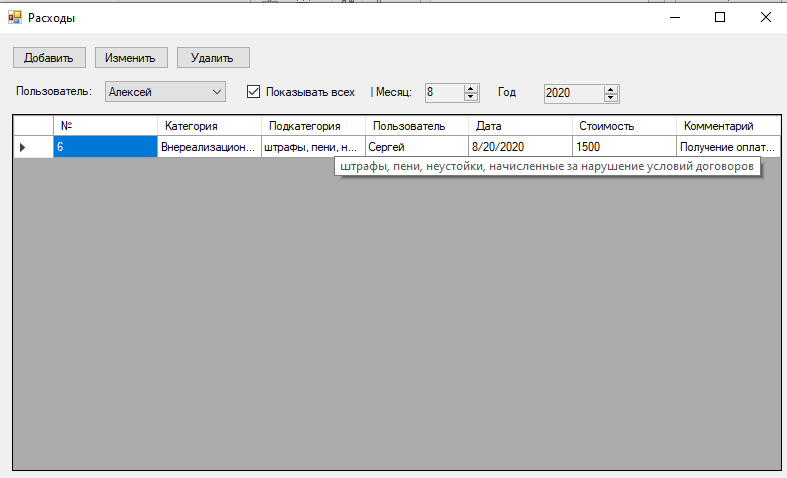 Расходы
Добавить Изменить Удалить
Пользователь: Алексей Показывать всех | Месяц: 8 Год 2020
№ Категория Подкатегория Пользователь Дата Стоимость Комментарий
6 Внереализацион... штрафы, пени, н... Сергей 8/20/2020 1500 Получение оплат...
штрафы, пени, неустойки, начисленные за нарушение условий договоров